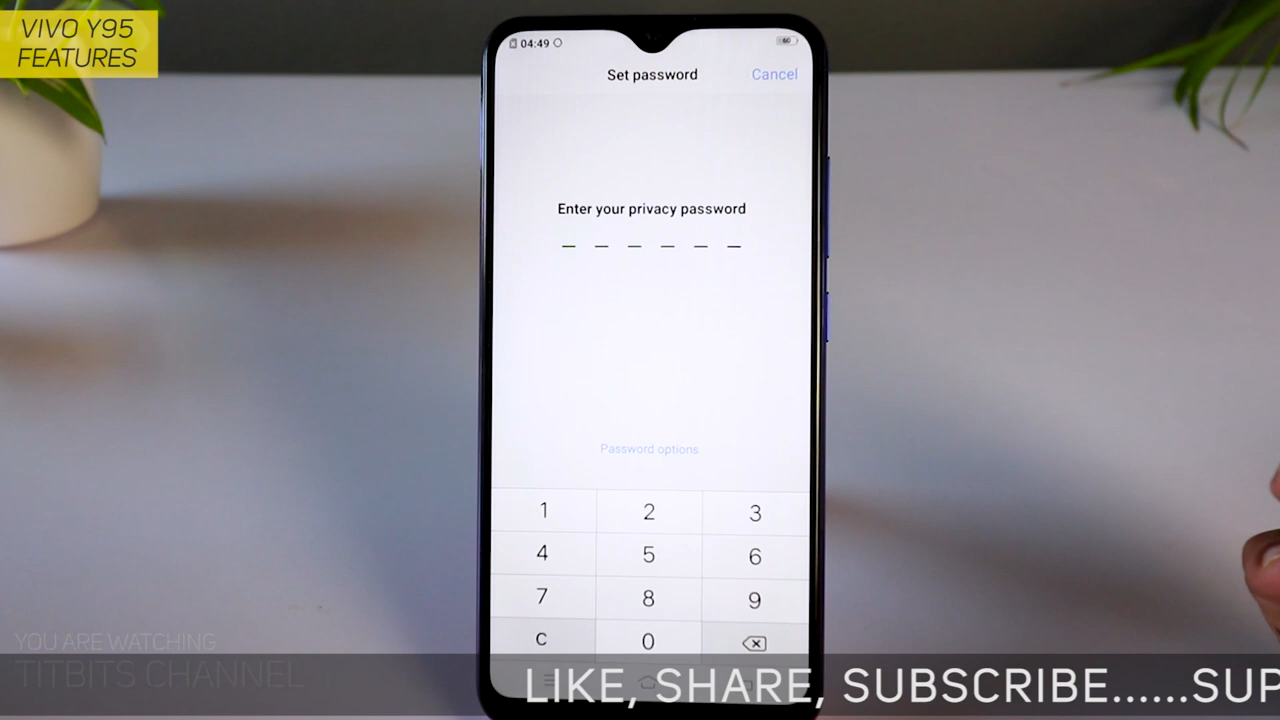 VIVO Y95
FEATURES
04:49
60
Set password
Cancel
Enter your privacy password
Password options
1 2 3
4 5 6
7 8 9
C 0
YOU ARE WATCHING
TITBITS CHANNEL
LIKE, SHARE, SUBSCRIBE......SUP